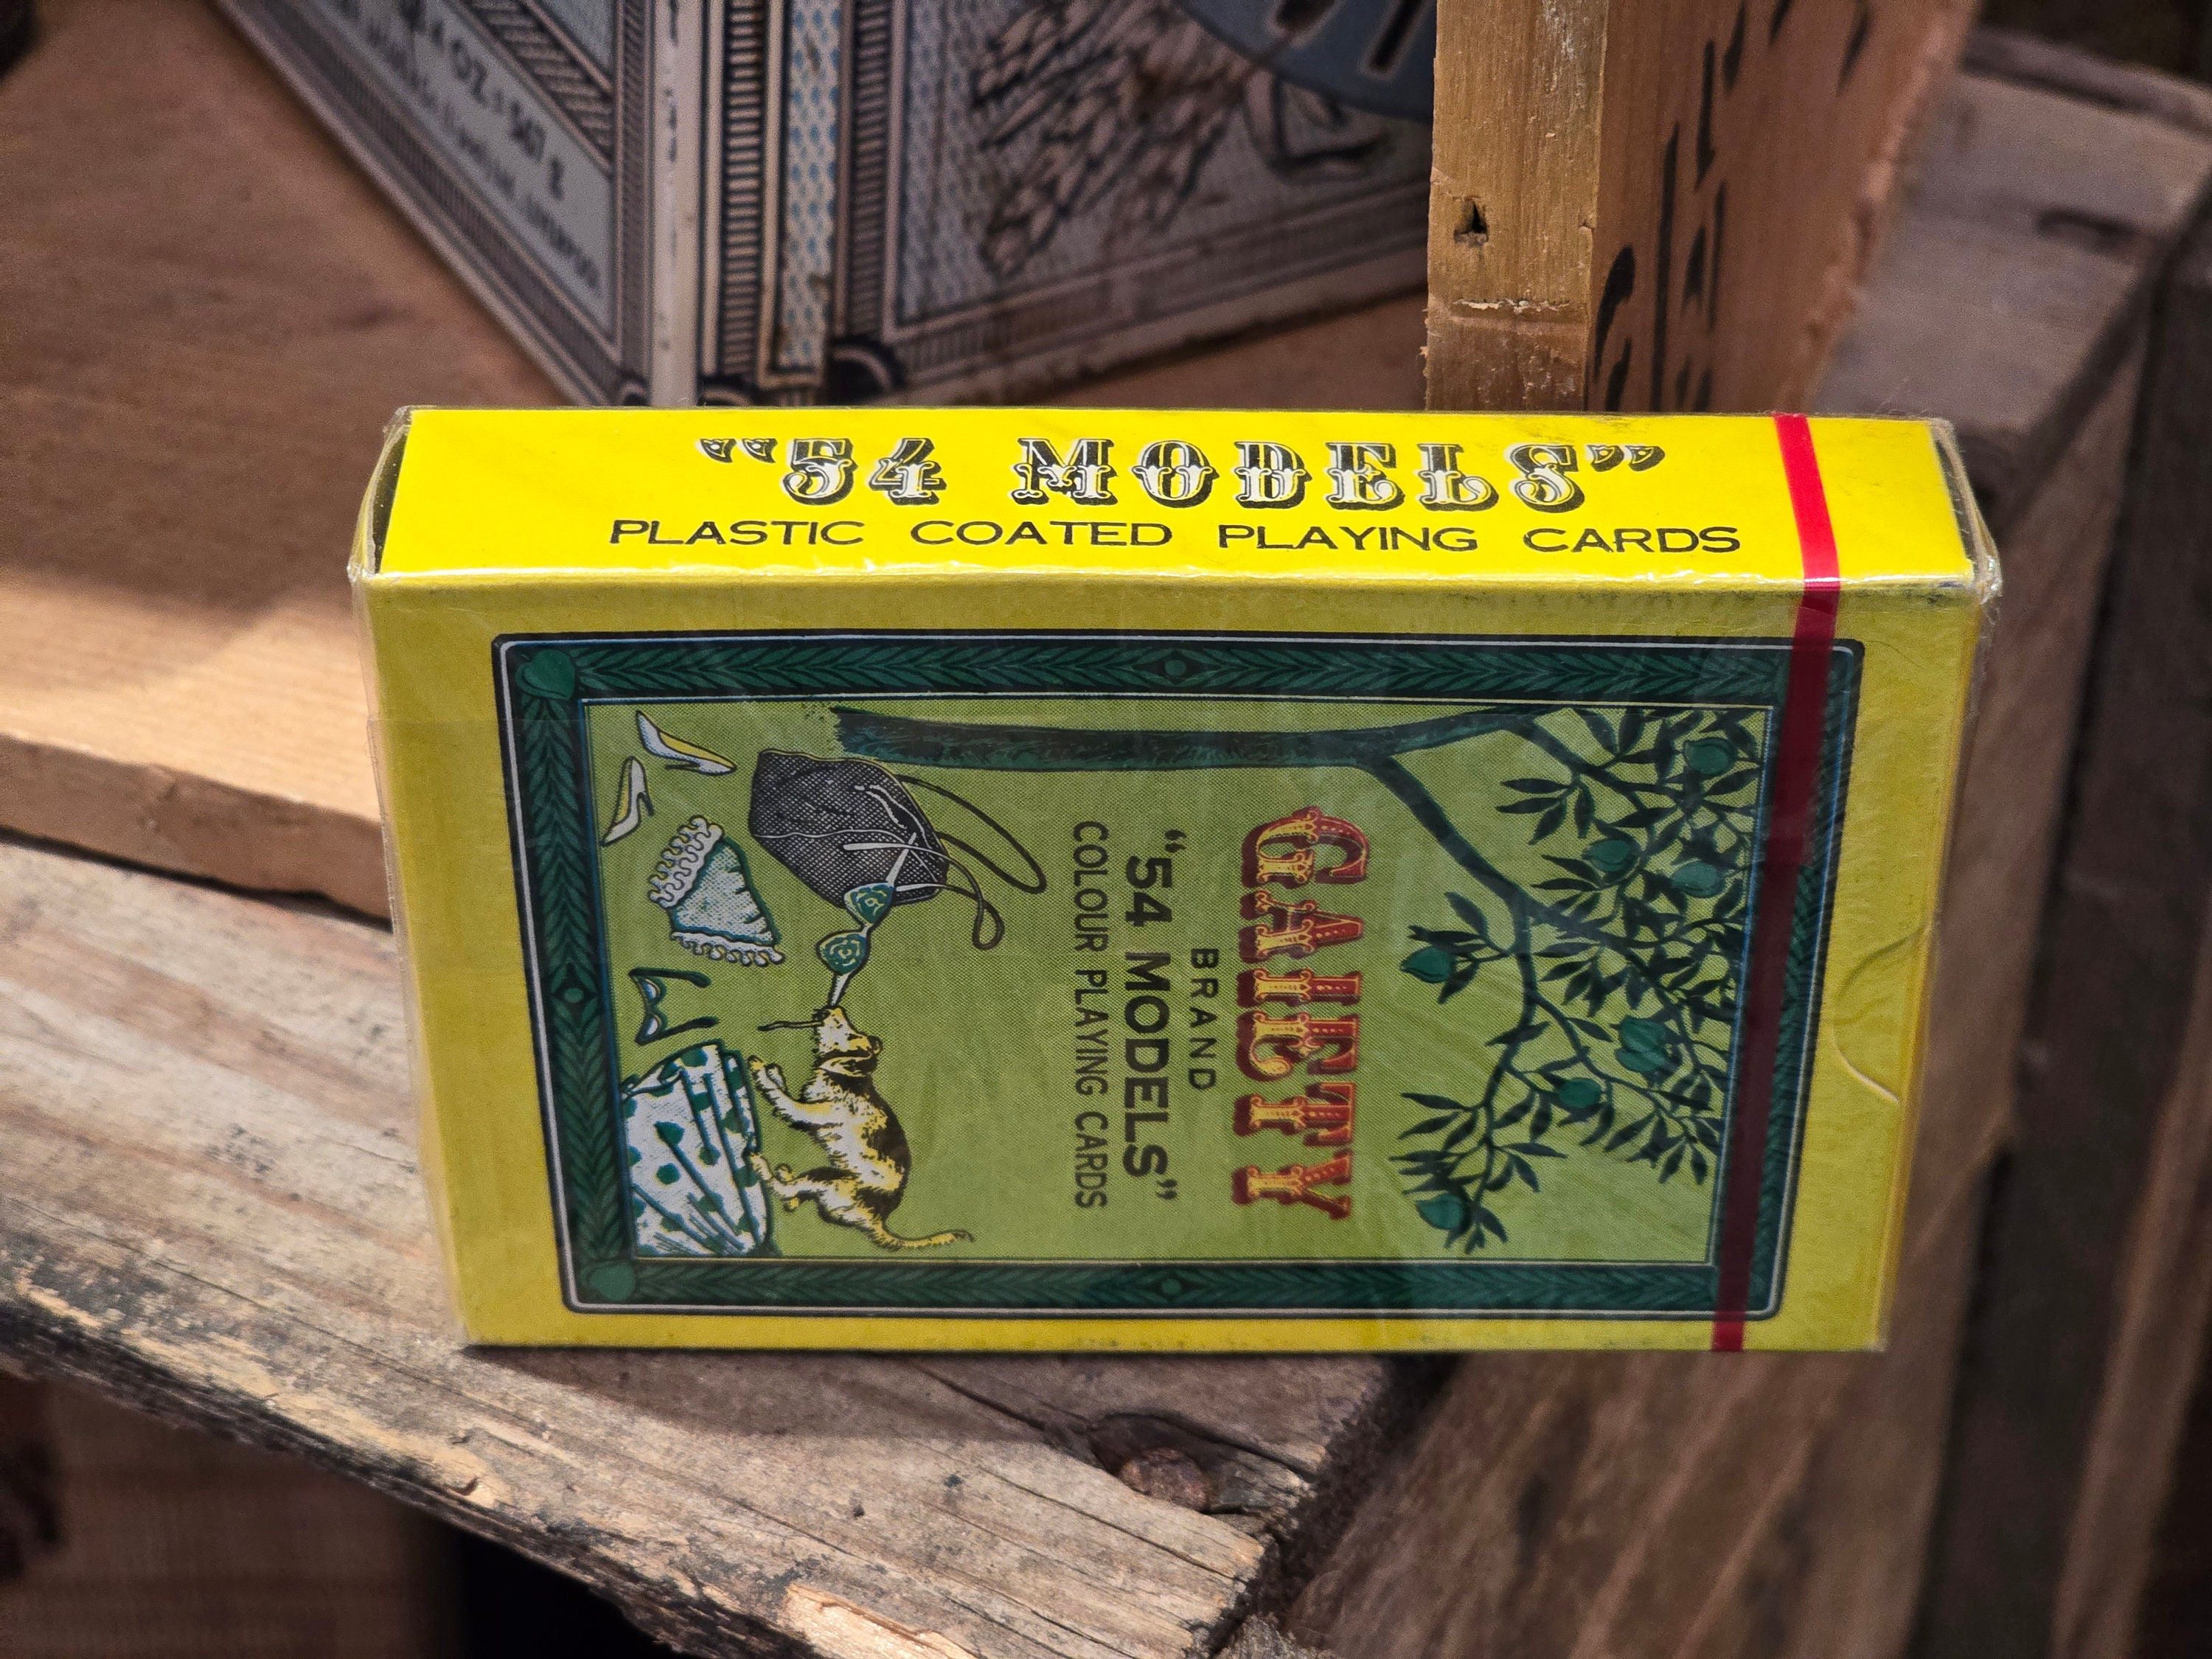 “54 MODELS”
PLASTIC COATED PLAYING CARDS
GAIETY
BRAND
“54 MODELS”
COLOUR PLAYING CARDS